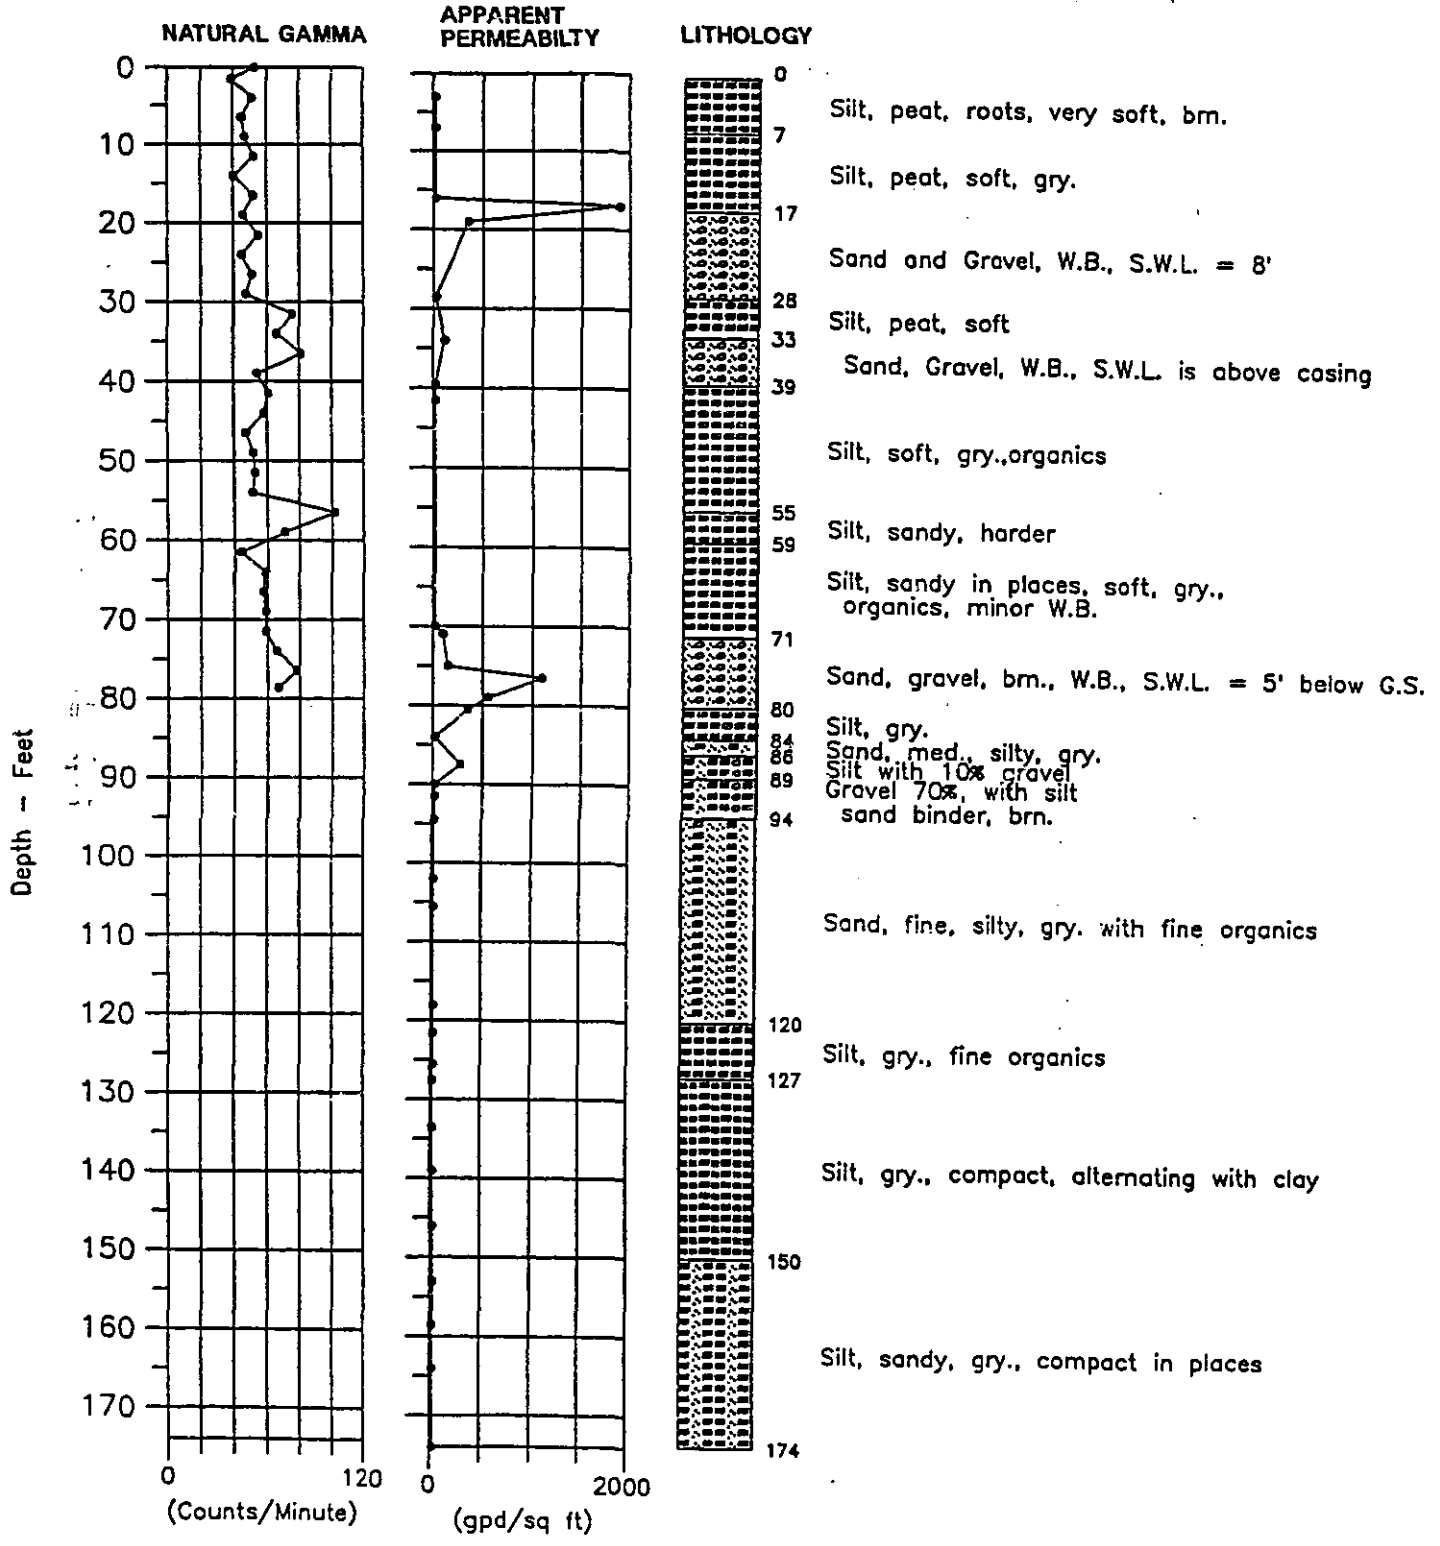 NATURAL GAMMA
APPARENT
PERMEABILTY
LITHOLOGY
0
10
20
30
40
50
60
70
80
90
100
110
120
130
140
150
160
170
Depth – Feet
0
120
(Counts/Minute)
0
2000
(gpd/sq ft)
0
Silt, peat, roots, very soft, brn.
7
Silt, peat, soft, gry.
17
Sand and Gravel, W.B., S.W.L. = 8'
28
Silt, peat, soft
33
Sand, Gravel, W.B., S.W.L. is above casing
39
Silt, soft, gry.,organics
55
Silt, sandy, harder
59
Silt, sandy in places, soft, gry.,
organics, minor W.B.
71
Sand, gravel, brn., W.B., S.W.L. = 5' below G.S.
80
Silt, gry.
84
Sand, med., silty, gry.
86
Silt with 10% gravel
89
Gravel 70%, with silt
sand binder, brn.
94
Sand, fine, silty, gry. with fine organics
120
Silt, gry., fine organics
127
Silt, gry., compact, alternating with clay
150
Silt, sandy, gry., compact in places
174